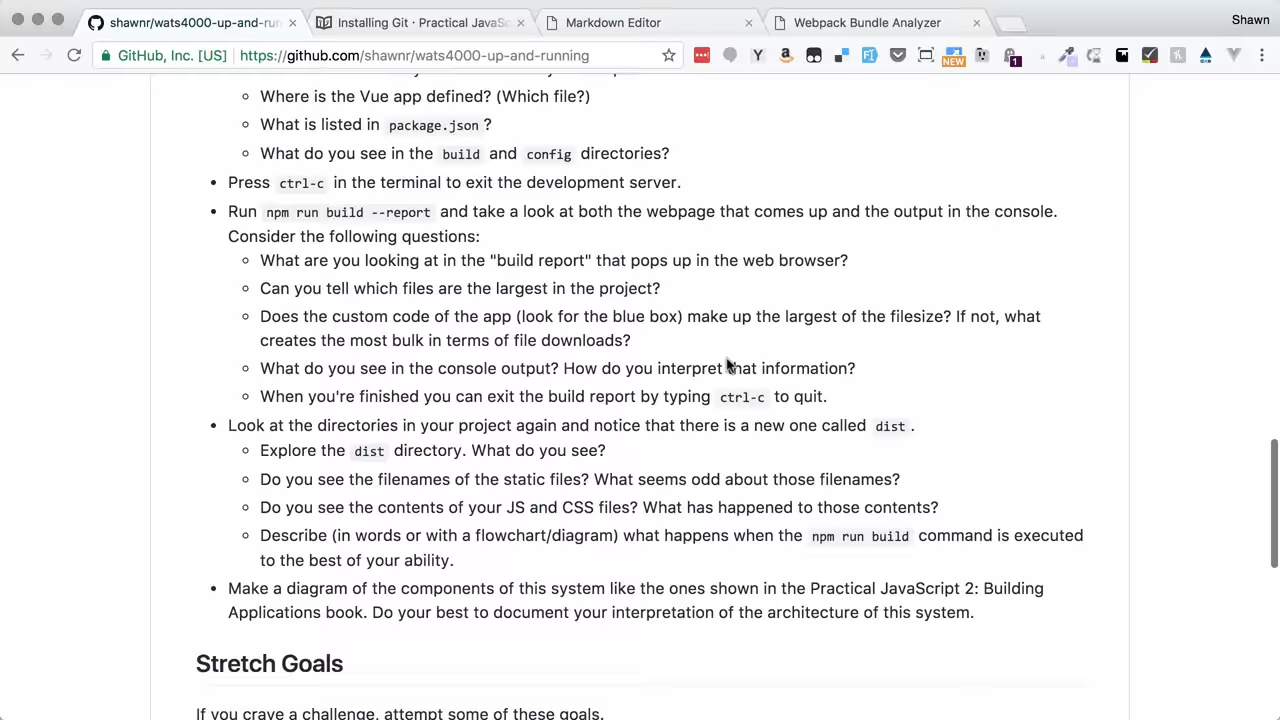 shawnr/wats4000-up-and-run
Installing Git · Practical JavaSc
Markdown Editor
Webpack Bundle Analyzer
Shawn
GitHub, Inc. [US]
https://github.com/shawnr/wats4000-up-and-running
NEW
1
Where is the Vue app defined? (Which file?)
What is listed in package.json ?
What do you see in the build and config directories?
Press ctrl-c in the terminal to exit the development server.
Run npm run build --report and take a look at both the webpage that comes up and the output in the console.
Consider the following questions:
What are you looking at in the "build report" that pops up in the web browser?
Can you tell which files are the largest in the project?
Does the custom code of the app (look for the blue box) make up the largest of the filesize? If not, what
creates the most bulk in terms of file downloads?
What do you see in the console output? How do you interpret that information?
When you're finished you can exit the build report by typing ctrl-c to quit.
Look at the directories in your project again and notice that there is a new one called dist .
Explore the dist directory. What do you see?
Do you see the filenames of the static files? What seems odd about those filenames?
Do you see the contents of your JS and CSS files? What has happened to those contents?
Describe (in words or with a flowchart/diagram) what happens when the npm run build command is executed
to the best of your ability.
Make a diagram of the components of this system like the ones shown in the Practical JavaScript 2: Building
Applications book. Do your best to document your interpretation of the architecture of this system.
Stretch Goals
If you crave a challenge, attempt some of these goals.